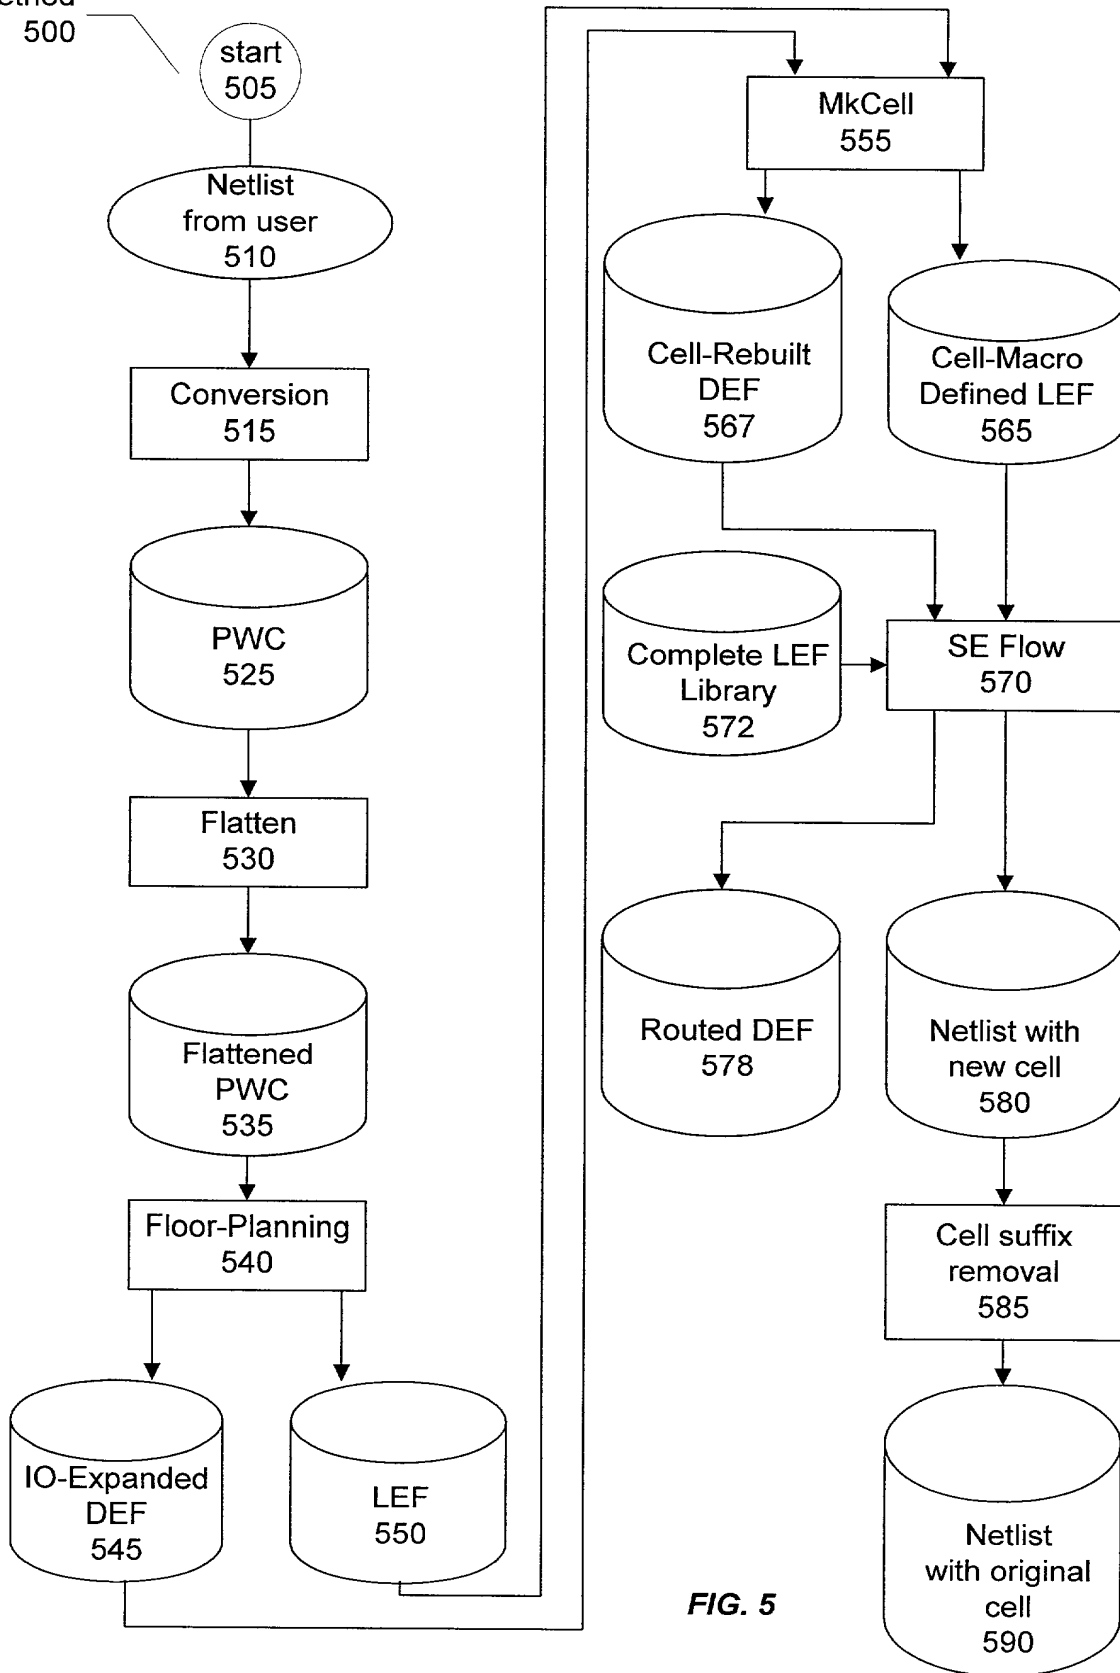 500
start
505
Netlist
from user
510
Conversion
515
PWC
525
Flatten
530
Flattened
PWC
535
Floor-Planning
540
IO-Expanded
DEF
545
LEF
550
MkCell
555
Cell-Rebuilt
DEF
567
Cell-Macro
Defined LEF
565
Complete LEF
Library
572
SE Flow
570
Routed DEF
578
Netlist with
new cell
580
Cell suffix
removal
585
Netlist
with original
cell
590
FIG. 5